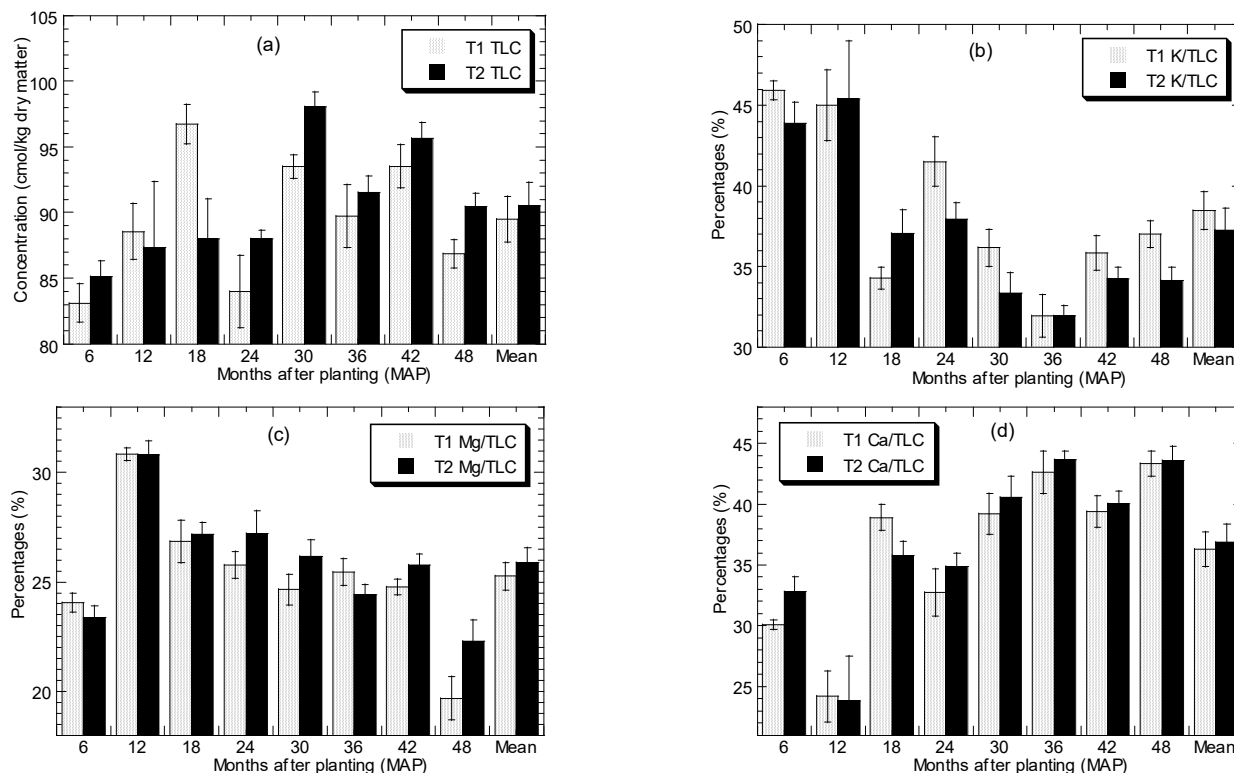 (a)
T1 TLC
T2 TLC
Concentration (cmol/kg dry matter)
105
100
95
90
85
80
6 12 18 24 30 36 42 48 Mean
Months after planting (MAP)
(b)
T1 K/TLC
T2 K/TLC
Percentages (%)
50
45
40
35
30
6 12 18 24 30 36 42 48 Mean
Months after planting (MAP)
(c)
T1 Mg/TLC
T2 Mg/TLC
Percentages (%)
30
25
20
6 12 18 24 30 36 42 48 Mean
Months after planting (MAP)
(d)
T1 Ca/TLC
T2 Ca/TLC
Percentages (%)
45
40
35
30
25
6 12 18 24 30 36 42 48 Mean
Months after planting (MAP)